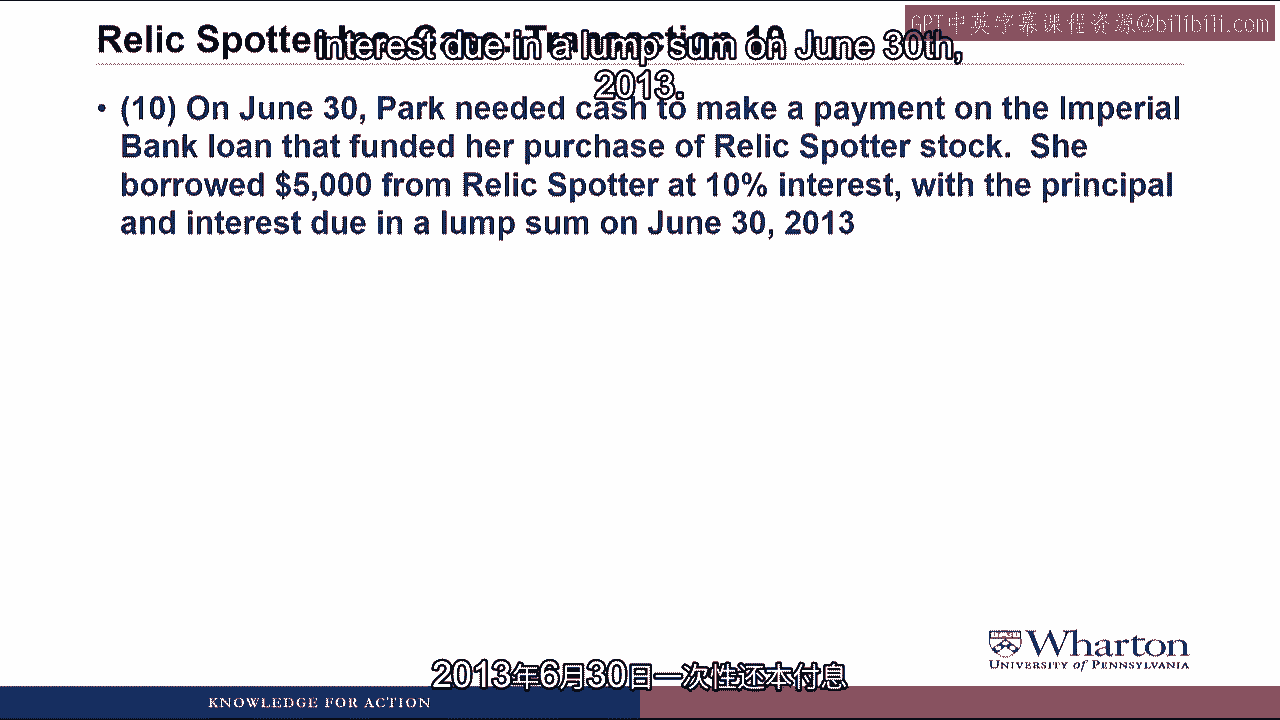 GPT中英字幕课程资源@bilibili.com
Relic Spotter Inc. Case: Transaction 10
interest due in a lump sum on June 30th,
2013.
• (10) On June 30, Park needed cash to make a payment on the Imperial
Bank loan that funded her purchase of Relic Spotter stock. She
borrowed $5,000 from Relic Spotter at 10% interest, with the principal
and interest due in a lump sum on June 30, 2013
Wharton
UNIVERSITY of PENNSYLVANIA
2013年6月30日一次性还本付息
KNOWLEDGE FOR ACTION